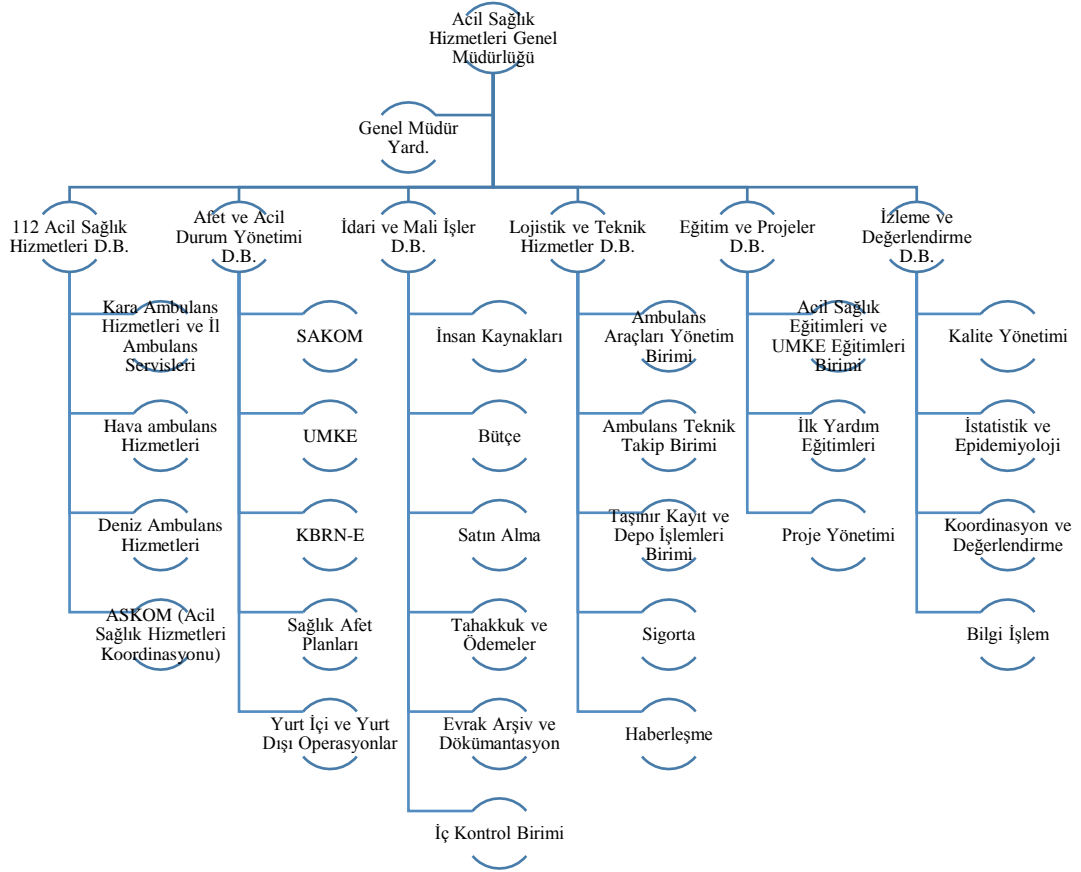 Acil Sağlık
Hizmetleri Genel
Müdürlüğü
Genel Müdür
Yard.
112 Acil Sağlık
Hizmetleri D.B.
Afet ve Acil
Durum Yönetimi
D.B.
İdari ve Mali İşler
D.B.
Lojistik ve Teknik
Hizmetler D.B.
Eğitim ve Projeler
D.B.
İzleme ve
Değerlendirme
D.B.
Kara Ambulans
Hizmetleri ve İl
Ambulans
Servisleri
Hava ambulans
Hizmetleri
Deniz Ambulans
Hizmetleri
ASKOM (Acil
Sağlık Hizmetleri
Koordinasyonu)
SAKOM
UMKE
KBRN-E
Sağlık Afet
Planları
Yurt İçi ve Yurt
Dışı Operasyonlar
İnsan Kaynakları
Bütçe
Satın Alma
Tahakkuk ve
Ödemeler
Evrak Arşiv ve
Dökümantasyon
İç Kontrol Birimi
Ambulans
Araçları Yönetim
Birimi
Ambulans Teknik
Takip Birimi
Taşınır Kayıt ve
Depo İşlemleri
Birimi
Sigorta
Haberleşme
Acil Sağlık
Eğitimleri ve
UMKE Eğitimleri
Birimi
İlk Yardım
Eğitimleri
Proje Yönetimi
Kalite Yönetimi
İstatistik ve
Epidemiyoloji
Koordinasyon ve
Değerlendirme
Bilgi İşlem